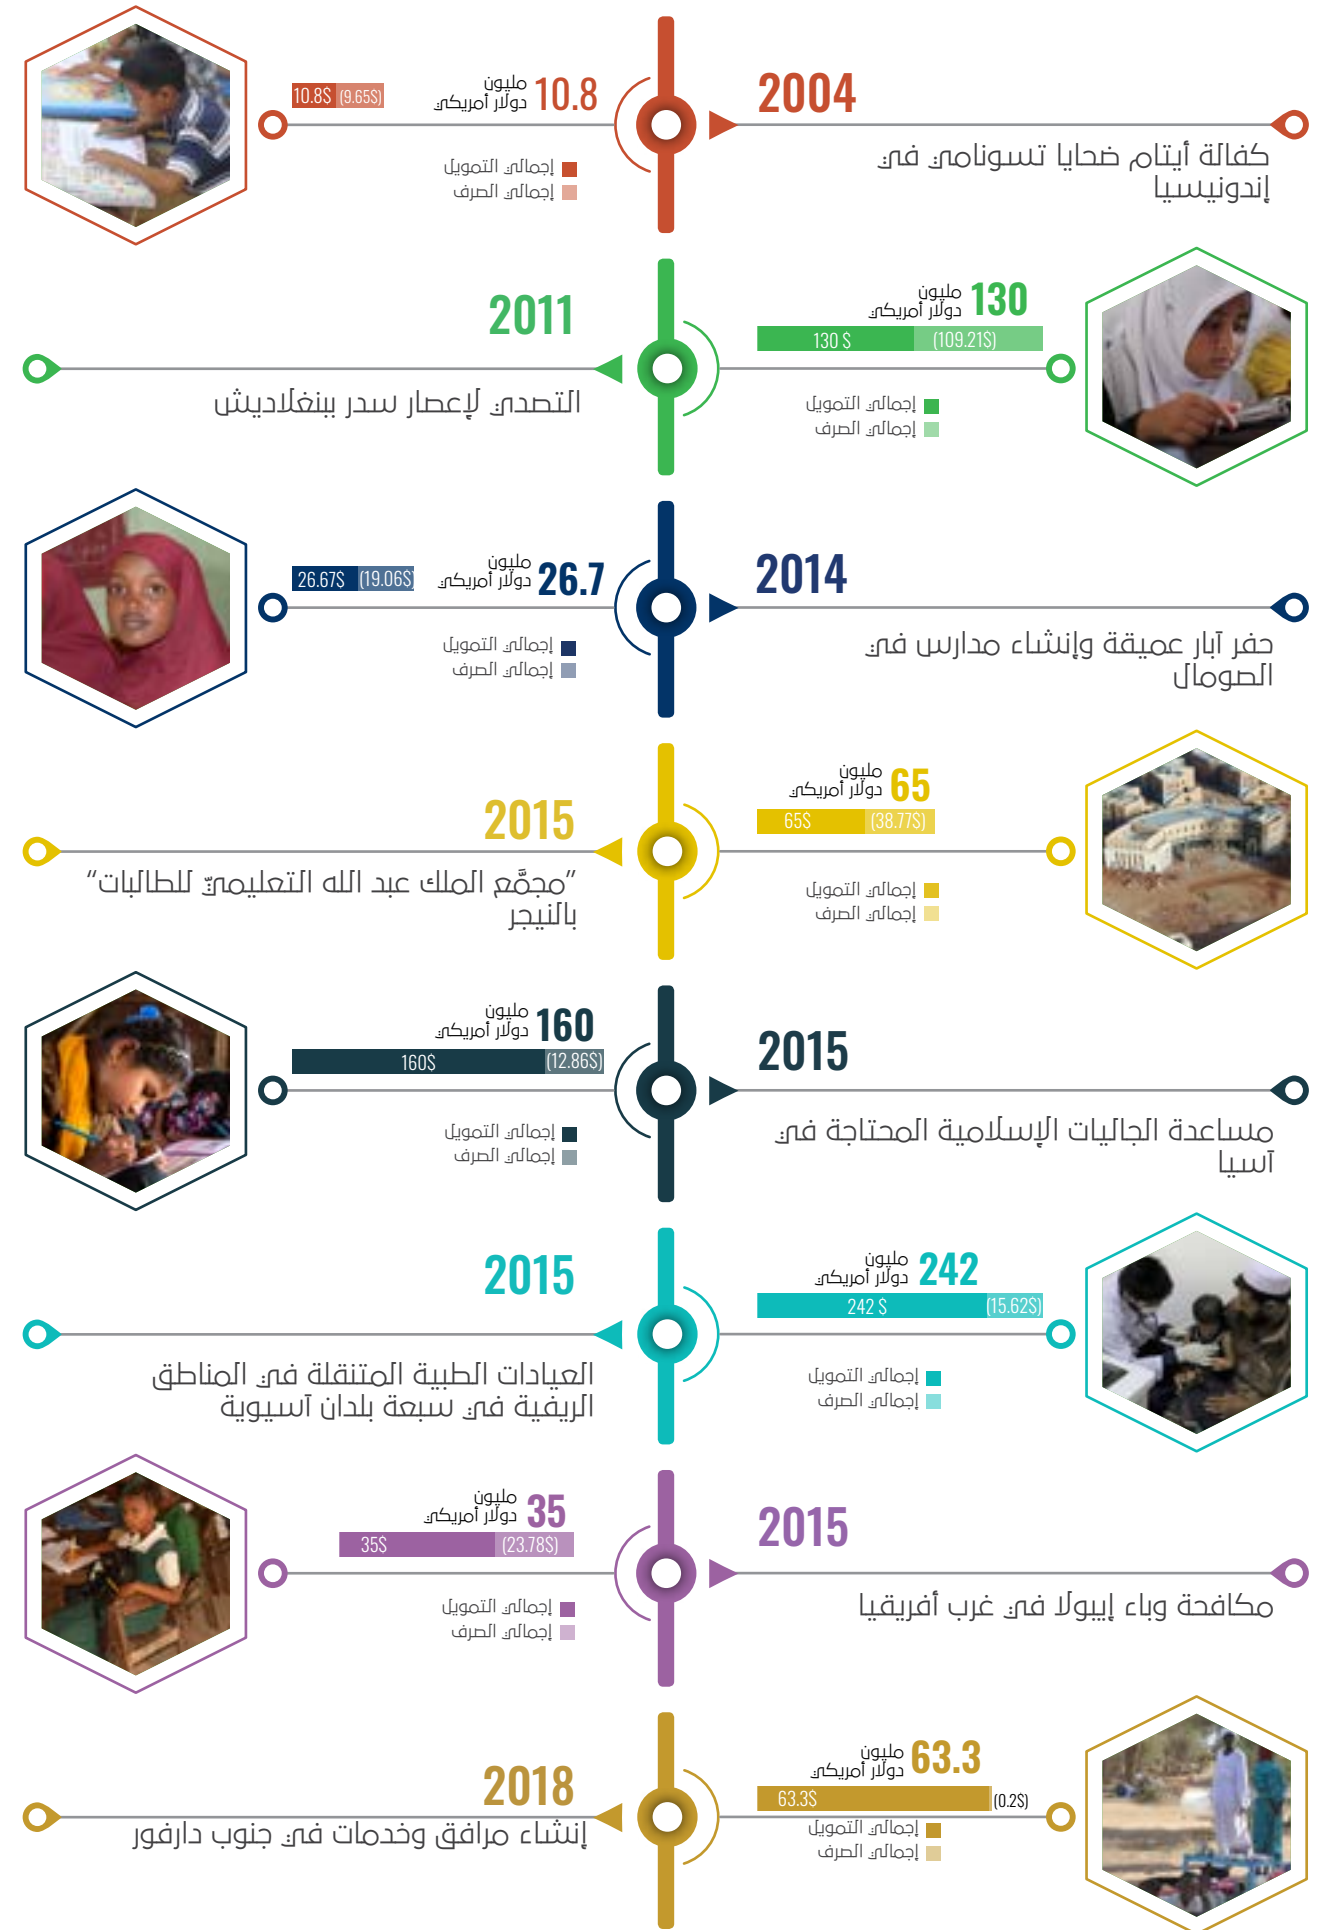 2004
كفالة أيتام ضحايا تسونامي في
إندونيسيا
10.8 مليون
دولار أمريكي
10.8$ (9.65$)
إجمالي التمويل
إجمالي الصرف
2011
التصدي لإعصار سدر ببنغلاديش
130 مليون
دولار أمريكي
130 $ (109.21$)
إجمالي التمويل
إجمالي الصرف
2014
حفر آبار عميقة وإنشاء مدارس في
الصومال
26.7 مليون
دولار أمريكي
26.67$ (19.06$)
إجمالي التمويل
إجمالي الصرف
2015
”مجمَّع الملك عبد الله التعليميّ للطالبات“
بالنيجر
65 مليون
دولار أمريكي
65$ (38.77$)
إجمالي التمويل
إجمالي الصرف
2015
مساعدة الجاليات الإسلامية المحتاجة في
آسيا
160 مليون
دولار أمريكي
160$ (12.86$)
إجمالي التمويل
إجمالي الصرف
2015
العيادات الطبية المتنقلة في المناطق
الريفية في سبعة بلدان آسيوية
242 مليون
دولار أمريكي
242 $ (15.62$)
إجمالي التمويل
إجمالي الصرف
2015
مكافحة وباء إيبولا في غرب أفريقيا
35 مليون
دولار أمريكي
35$ (23.78$)
إجمالي التمويل
إجمالي الصرف
2018
إنشاء مرافق وخدمات في جنوب دارفور
63.3 مليون
دولار أمريكي
63.3$ (0.2$)
إجمالي التمويل
إجمالي الصرف